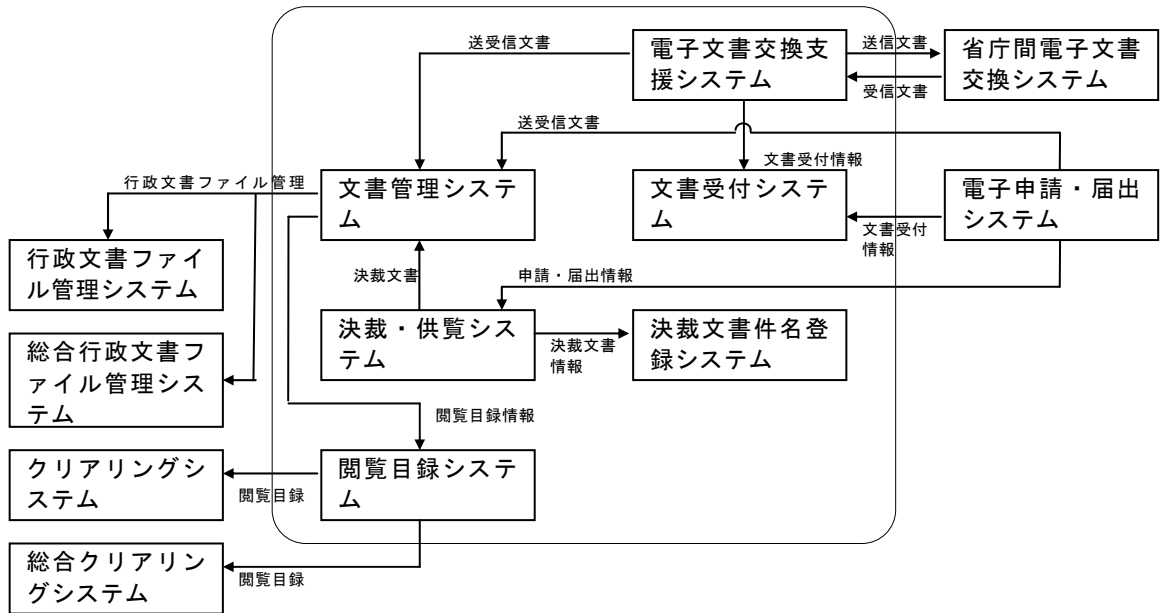 送受信文書
電子文書交換支
援システム
送信文書
受信文書
省庁間電子文書
交換システム
送受信文書
行政文書ファイル管理
文書管理システ
ム
文書受付情報
文書受付システ
ム
文書受付
情報
電子申請・届出
システム
行政文書ファイ
ル管理システム
決裁文書
申請・届出情報
総合行政文書フ
ァイル管理シス
テム
決裁・供覧シス
テム
決裁文書
情報
決裁文書件名登
録システム
閲覧目録情報
クリアリングシ
ステム
閲覧目録
閲覧目録システ
ム
総合クリアリン
グシステム
閲覧目録